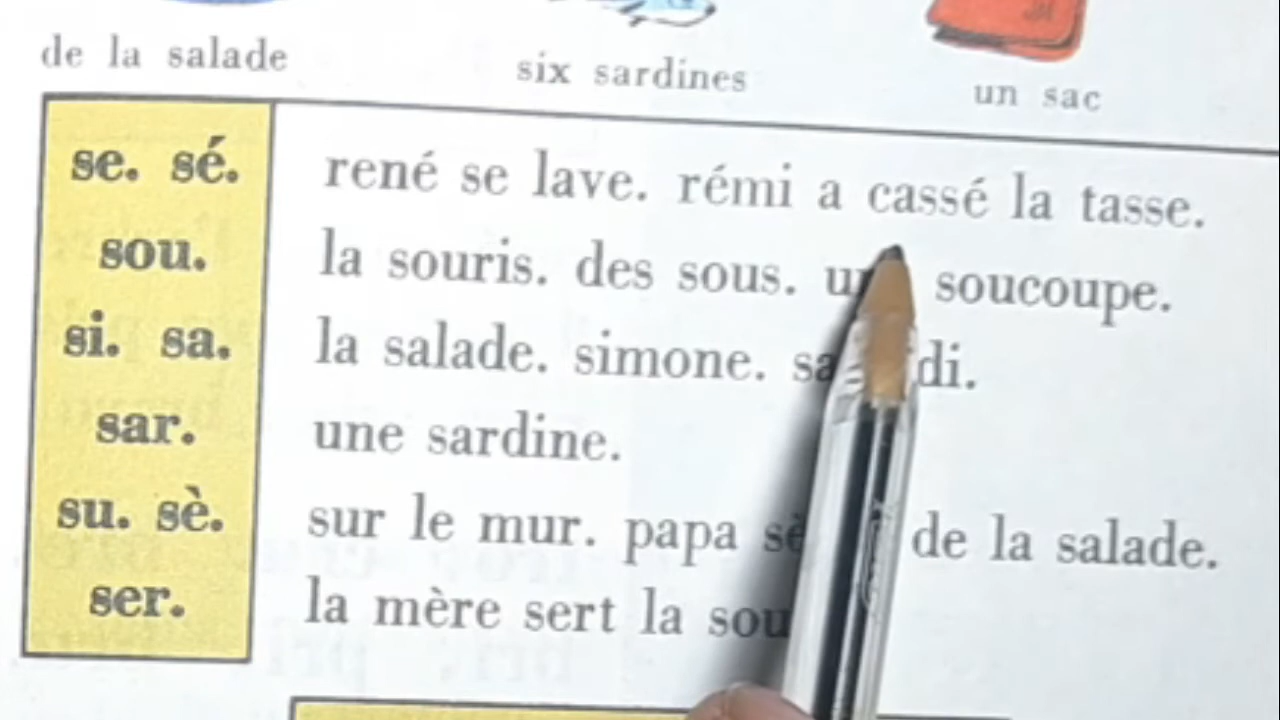 de la salade
six sardines
un sac
se. sé.
rené se lave. rémi a cassé la tasse.
sou.
la souris. des sous. soucoupe.
si. sa.
la salade. simone.
sar.
une sardine.
su. sè.
sur le mur. papa de la salade.
ser.
la mère sert la